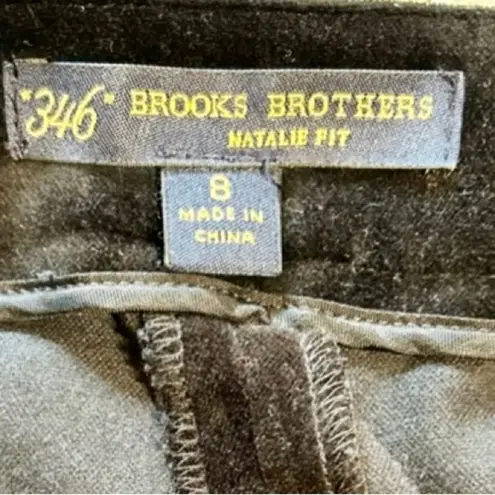 "346" BROOKS BROTHERS
NATALIE FIT
8
MADE IN
CHINA